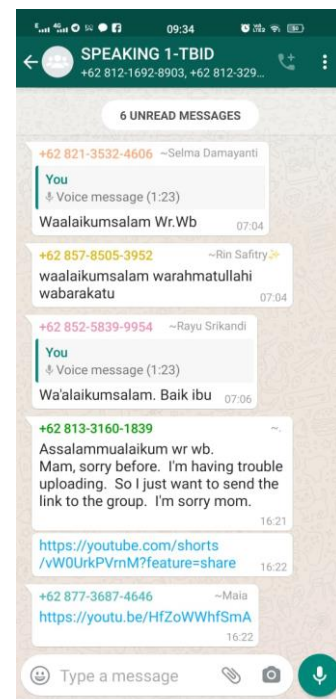 09:34
SPEAKING 1-TBID
+62 812-1692-8903, +62 812-329...
6 UNREAD MESSAGES
+62 821-3532-4606 ~Selma Damayanti
You
Voice message (1:23)
Waalaikumsalam Wr.Wb 07:04
+62 857-8505-3952 ~Rin Safitry✨
waalaikumsalam warahmatullahi
wabarakatu 07:04
+62 852-5839-9954 ~Rayu Srikandi
You
Voice message (1:23)
Wa'alaikumsalam. Baik ibu 07:06
+62 813-3160-1839 ~.
Assalammualaikum wr wb.
Mam, sorry before. I'm having trouble
uploading. So I just want to send the
link to the group. I'm sorry mom.
16:21
https://youtube.com/shorts
/vW0UrkPVrnM?feature=share 16:22
+62 877-3687-4646 ~Maia
https://youtu.be/HfZoWWhfSmA
16:22
Type a message